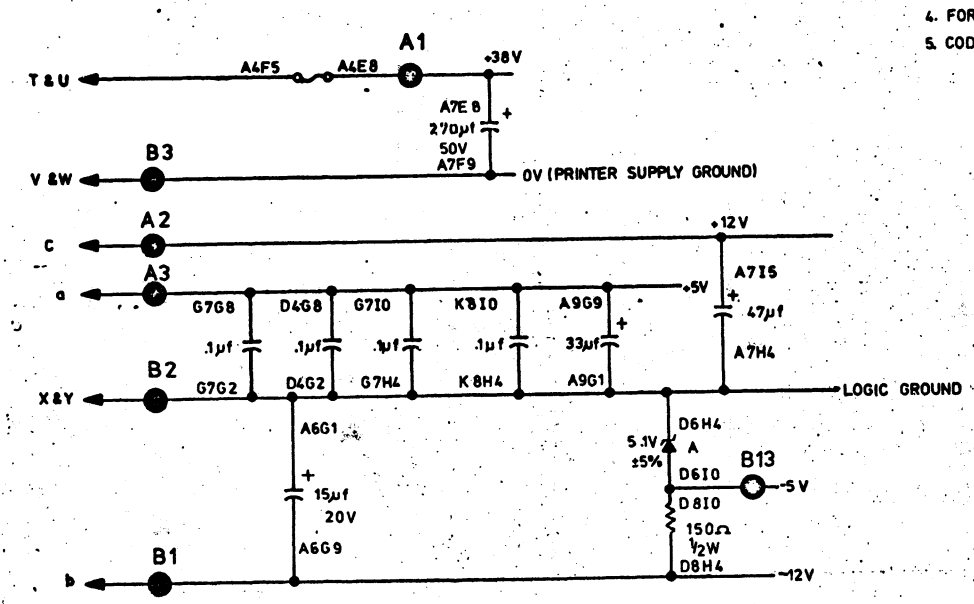 4. FOR
5. COD
A1
+38V
T & U
A4F5
A4E8
A7E8
+
270µf
50V
A7F9
B3
V & W
0V (PRINTER SUPPLY GROUND)
A2
+12V
C
A3
a
+5V
G7G8
D4G8
G7I0
K8I0
A9G9
A7I5
+
47µf
+
.1µf
.1µf
.1µf
.1µf
33µf
A7H4
B2
X & Y
G7G2
D4G2
G7H4
K8H4
A9G1
LOGIC GROUND
A6G1
D6H4
5.1V
A
±5%
D6I0
B13
-5V
+
15µf
20V
D8I0
150Ω
1/2W
A6G9
D8H4
B1
b
-12V